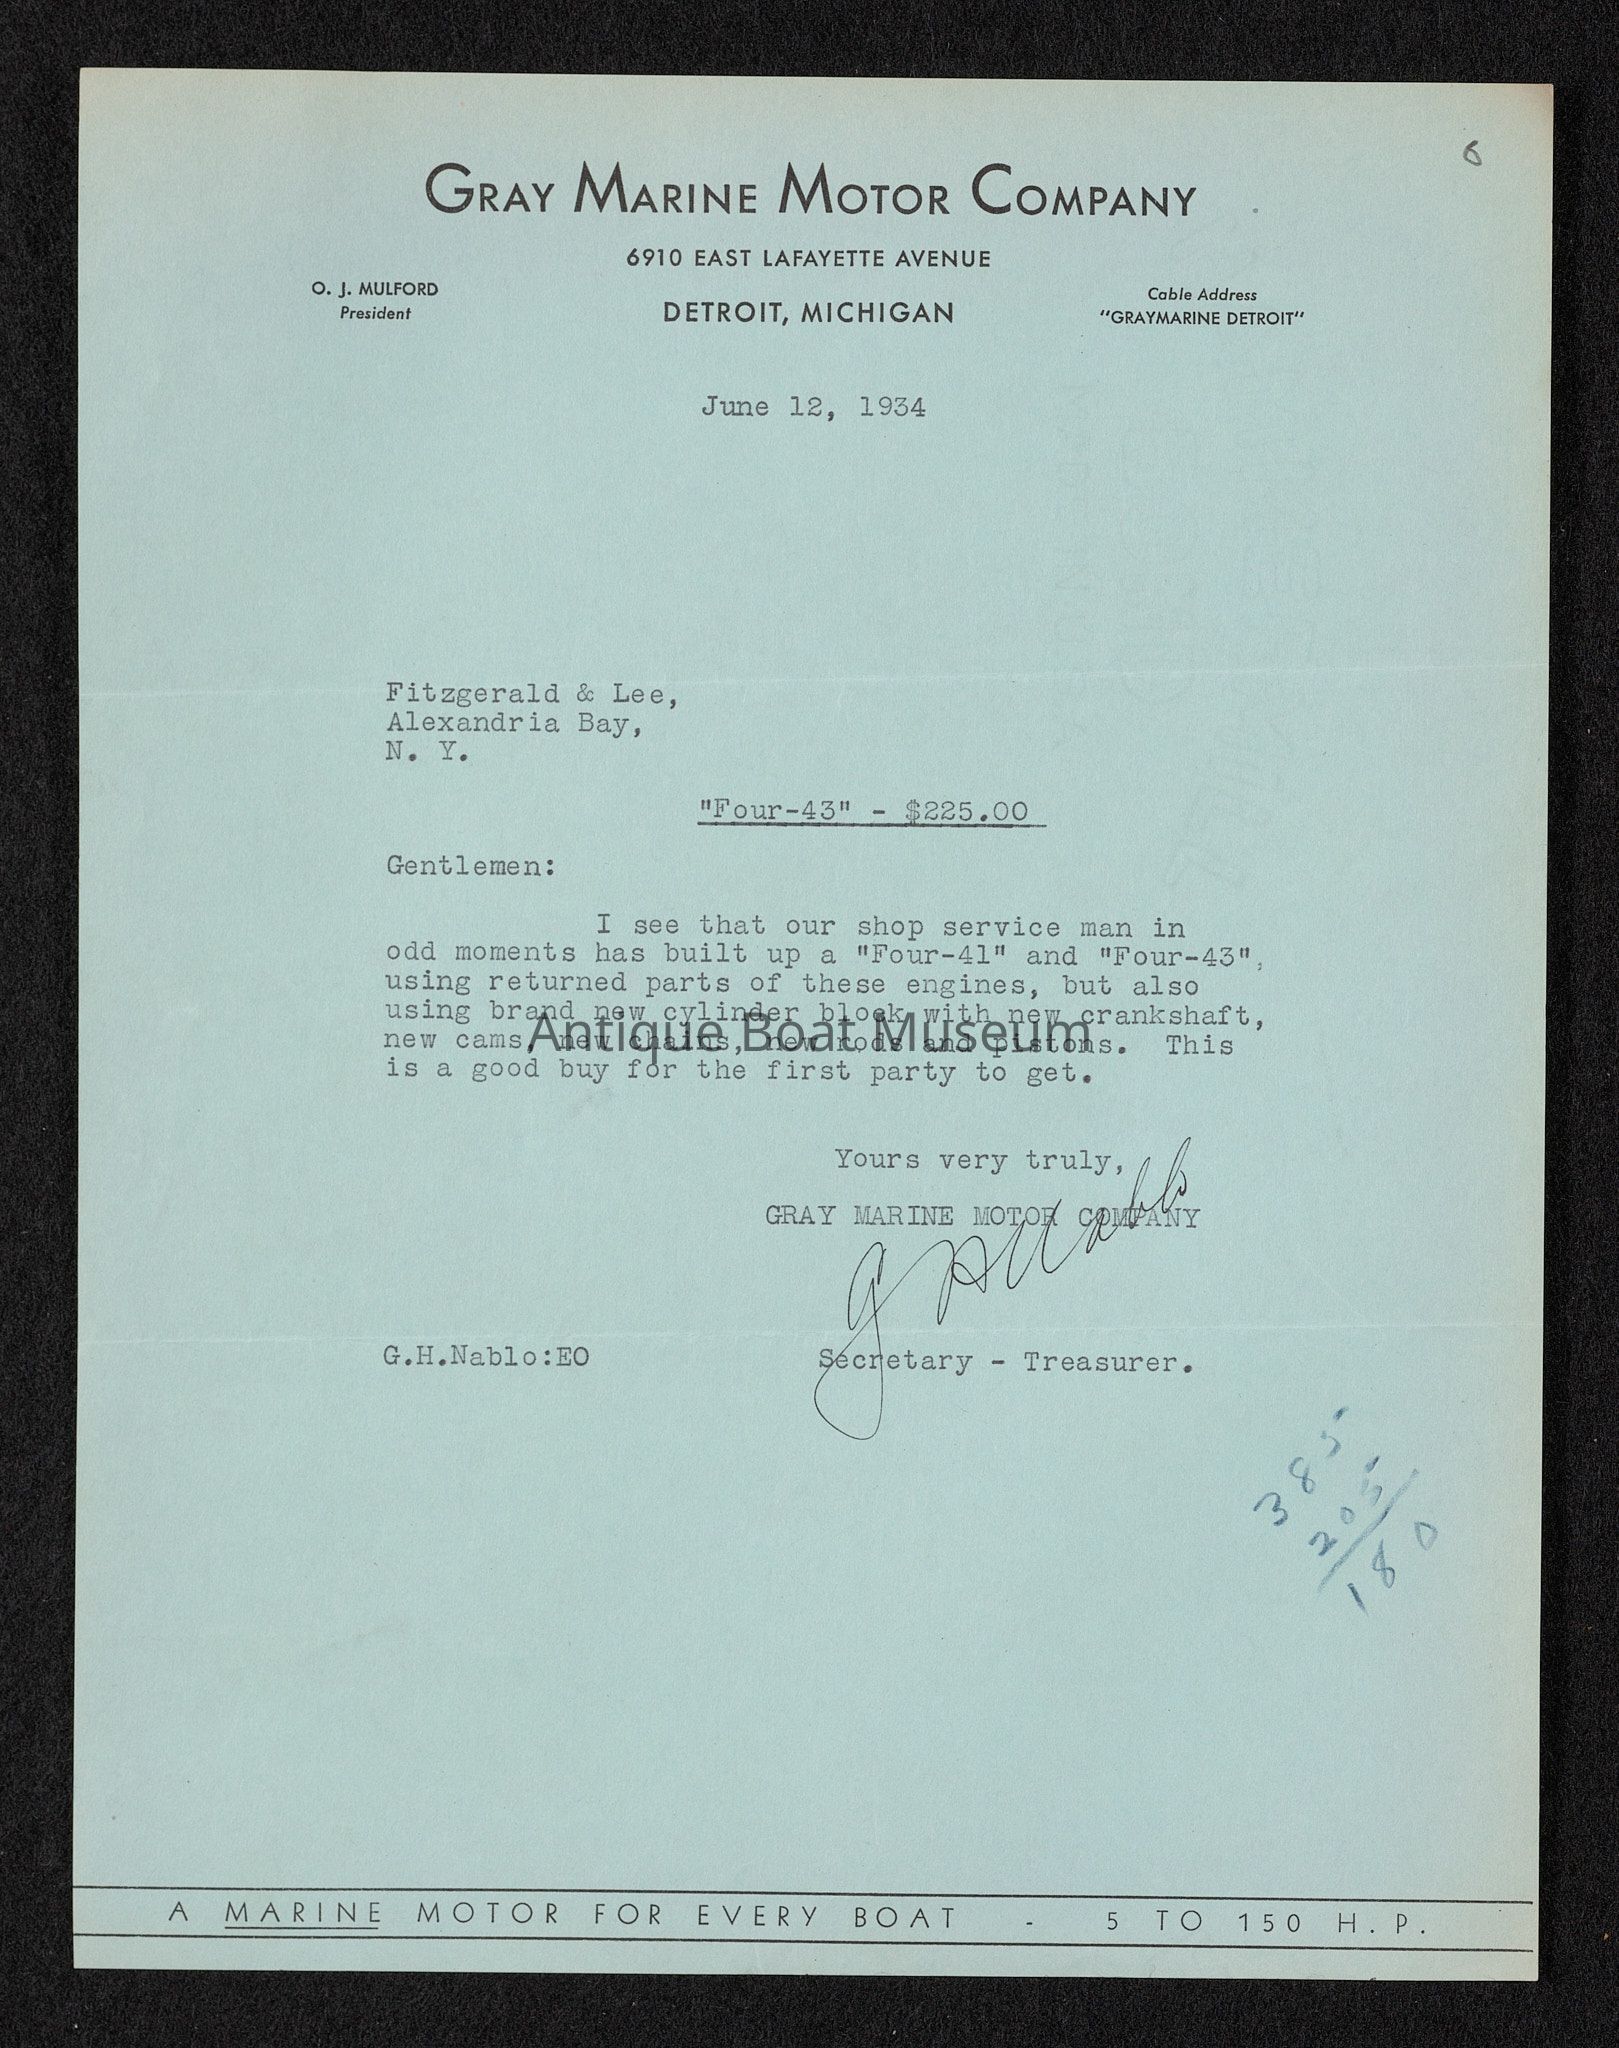 6
GRAY MARINE MOTOR COMPANY
6910 EAST LAFAYETTE AVENUE
O. J. MULFORD
President
DETROIT, MICHIGAN
Cable Address
"GRAYMARINE DETROIT"
June 12, 1934
Fitzgerald & Lee,
Alexandria Bay,
N. Y.
"Four-43" - $225.00
Gentlemen:
I see that our shop service man in
odd moments has built up a "Four-41" and "Four-43",
using returned parts of these engines, but also
using brand new cylinder block with new crankshaft,
new cams, new chains, new rods and pistons. This
is a good buy for the first party to get.
Antique Boat Museum
Yours very truly,
GRAY MARINE MOTOR COMPANY
G H Nablo
G.H.Nablo:EO
Secretary - Treasurer.
385
205
180
A MARINE MOTOR FOR EVERY BOAT - 5 TO 150 H.P.